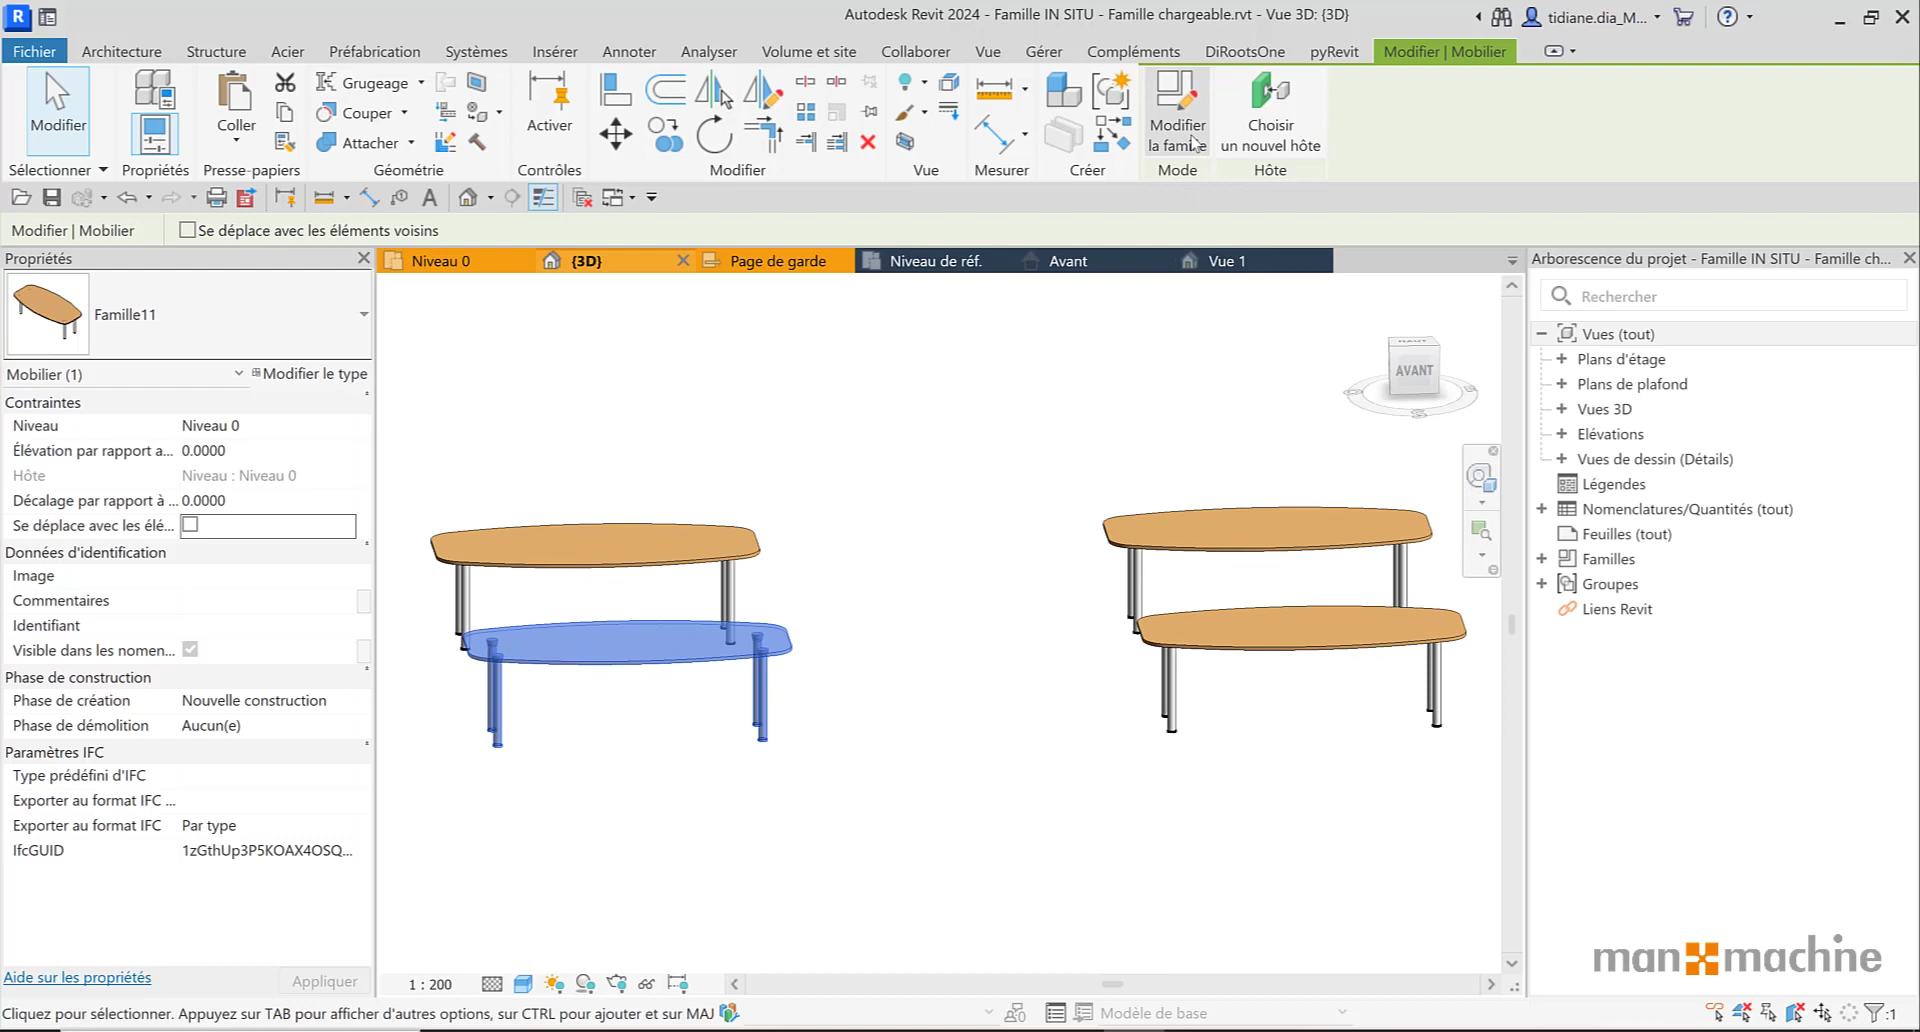 Autodesk Revit 2024 - Famille IN SITU - Famille chargeable.rvt - Vue 3D: {3D}
tidiane.dia_M...
Fichier Architecture Structure Acier Préfabrication Systèmes Insérer Annoter Analyser Volume et site Collaborer Vue Gérer Compléments DiRootsOne pyRevit Modifier | Mobilier
Modifier
Coller
Grugeage
Couper
Attacher
Activer
Modifier
la famille
Choisir
un nouvel hôte
Sélectionner Propriétés Presse-papiers Géométrie Contrôles Modifier Vue Mesurer Créer Mode Hôte
Modifier | Mobilier
Se déplace avec les éléments voisins
Propriétés
Famille11
Mobilier (1)
Modifier le type
Contraintes
Niveau Niveau 0
Élévation par rapport a... 0.0000
Hôte Niveau : Niveau 0
Décalage par rapport à ... 0.0000
Se déplace avec les élé...
Données d'identification
Image
Commentaires
Identifiant
Visible dans les nomen...
Phase de construction
Phase de création Nouvelle construction
Phase de démolition Aucun(e)
Paramètres IFC
Type prédéfini d'IFC
Exporter au format IFC ...
Exporter au format IFC Par type
IfcGUID 1zGthUp3P5KOAX4OSQ...
Aide sur les propriétés
Appliquer
Niveau 0 {3D} Page de garde Niveau de réf. Avant Vue 1
HAUT
AVANT
1 : 200
Arborescence du projet - Famille IN SITU - Famille ch...
Rechercher
Vues (tout)
Plans d'étage
Plans de plafond
Vues 3D
Elévations
Vues de dessin (Détails)
Légendes
Nomenclatures/Quantités (tout)
Feuilles (tout)
Familles
Groupes
Liens Revit
man machine
Cliquez pour sélectionner. Appuyez sur TAB pour afficher d'autres options, sur CTRL pour ajouter et sur MAJ
Modèle de base
:1